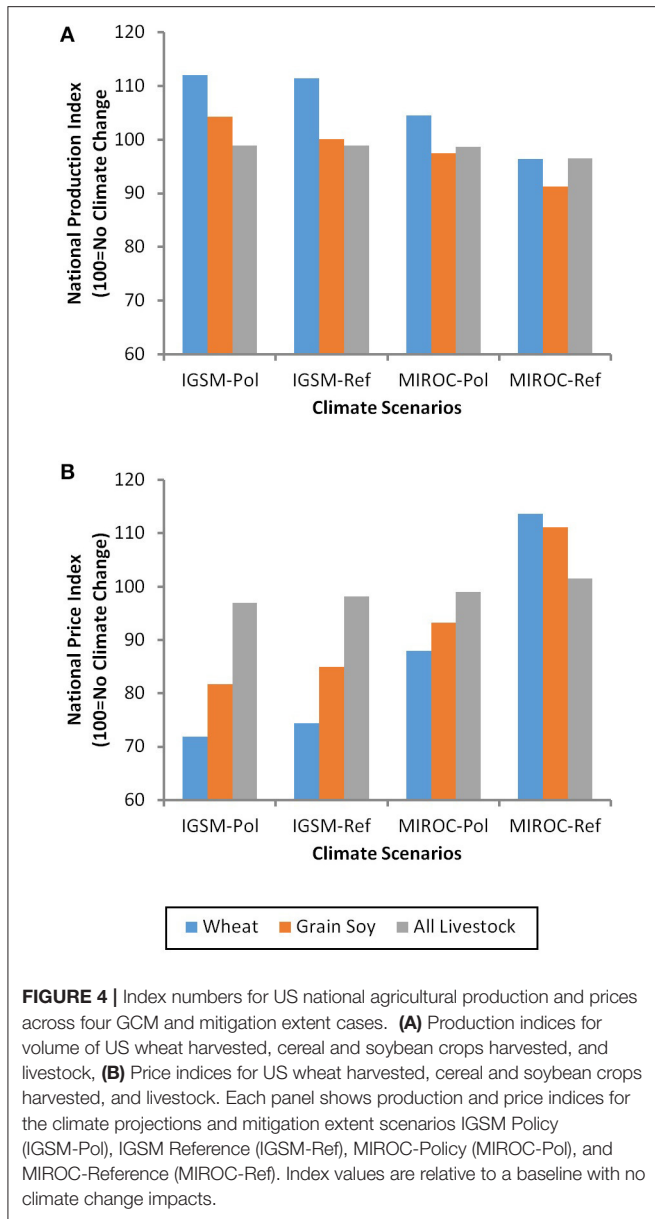 A
120
110
100
90
80
70
60
National Production Index
(100=No Climate Change
IGSM-Pol IGSM-Ref MIROC-Pol MIROC-Ref
Climate Scenarios
B
120
110
100
90
80
70
60
National Price Index
(100=No Climate Change)
IGSM-Pol IGSM-Ref MIROC-Pol MIROC-Ref
Climate Scenarios
Wheat Grain Soy All Livestock
FIGURE 4 | Index numbers for US national agricultural production and prices
across four GCM and mitigation extent cases. (A) Production indices for
volume of US wheat harvested, cereal and soybean crops harvested, and
livestock, (B) Price indices for US wheat harvested, cereal and soybean crops
harvested, and livestock. Each panel shows production and price indices for
the climate projections and mitigation extent scenarios IGSM Policy
(IGSM-Pol), IGSM Reference (IGSM-Ref), MIROC-Policy (MIROC-Pol), and
MIROC-Reference (MIROC-Ref). Index values are relative to a baseline with no
climate change impacts.